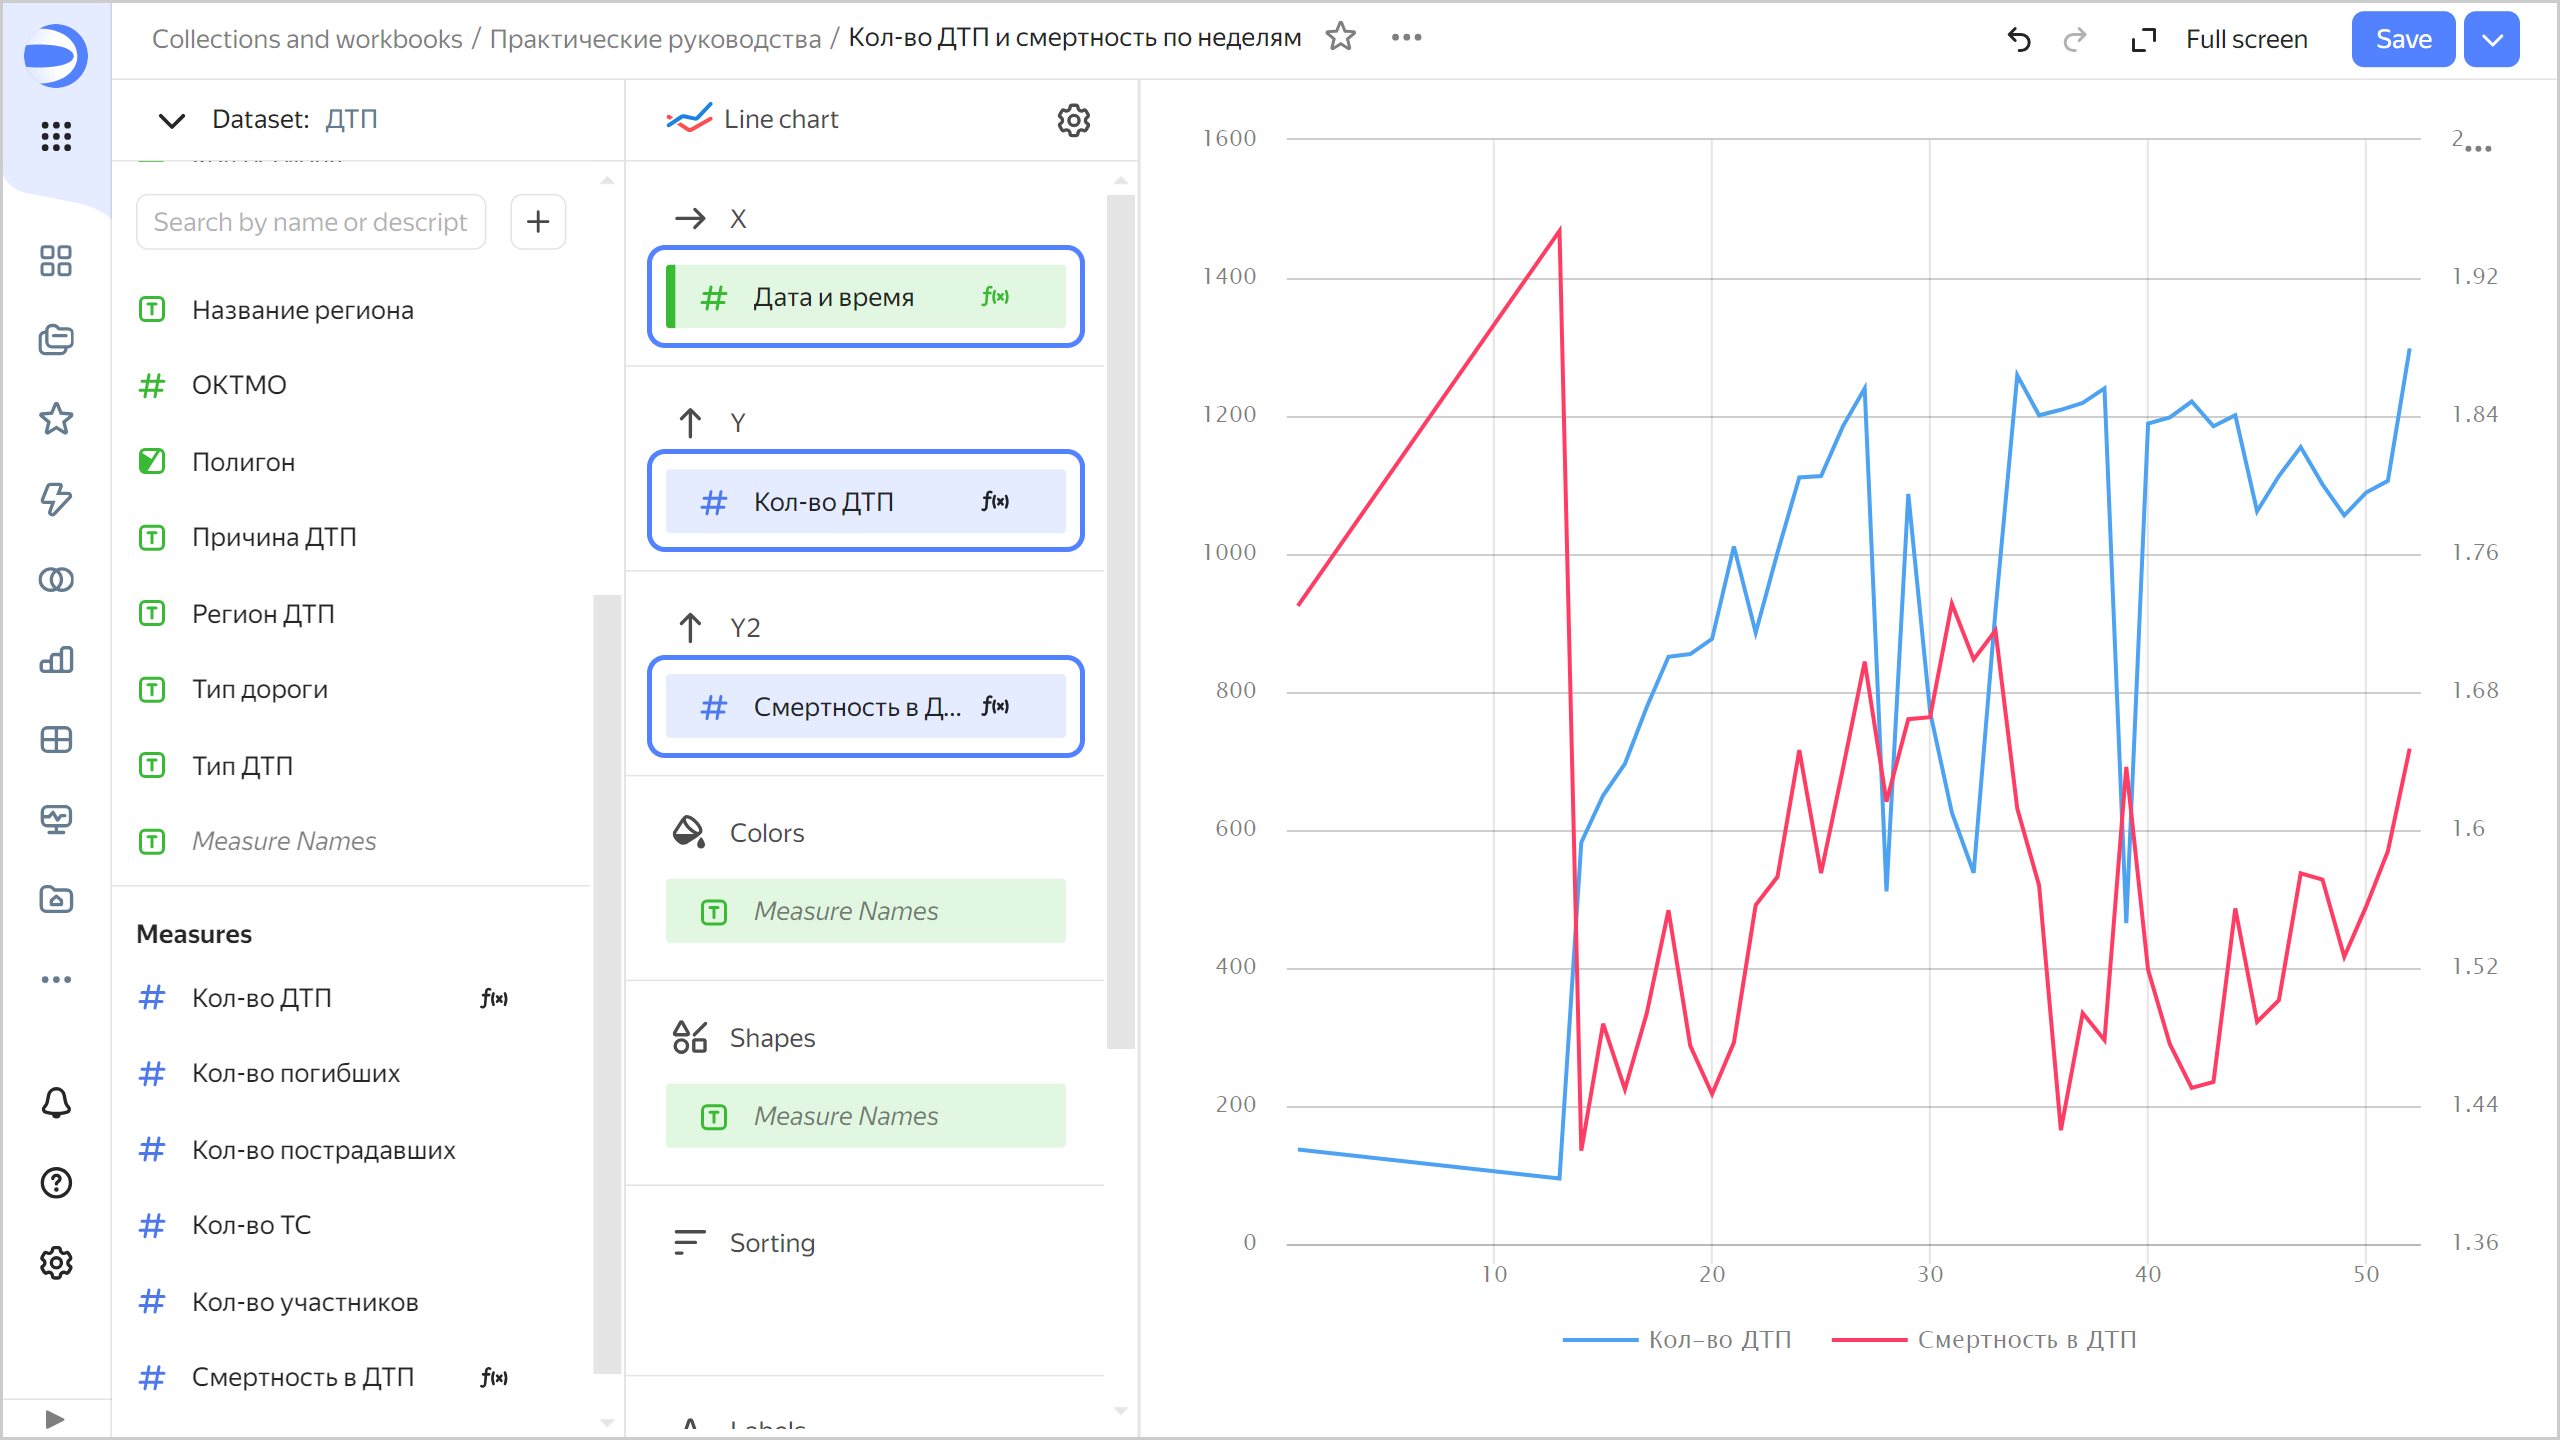 Collections and workbooks / Практические руководства / Кол-во ДТП и смертность по неделям
Full screen
Save
Dataset: ДТП
Search by name or descript
Название региона
ОКТМО
Полигон
Причина ДТП
Регион ДТП
Тип дороги
Тип ДТП
Measure Names
Measures
Кол-во ДТП f(x)
Кол-во погибших
Кол-во пострадавших
Кол-во ТС
Кол-во участников
Смертность в ДТП f(x)
Line chart
X
Дата и время f(x)
Y
Кол-во ДТП f(x)
Y2
Смертность в Д... f(x)
Colors
Measure Names
Shapes
Measure Names
Sorting
Labels
1600
1400
1200
1000
800
600
400
200
0
2...
1.92
1.84
1.76
1.68
1.6
1.52
1.44
1.36
10 20 30 40 50
Кол-во ДТП Смертность в ДТП